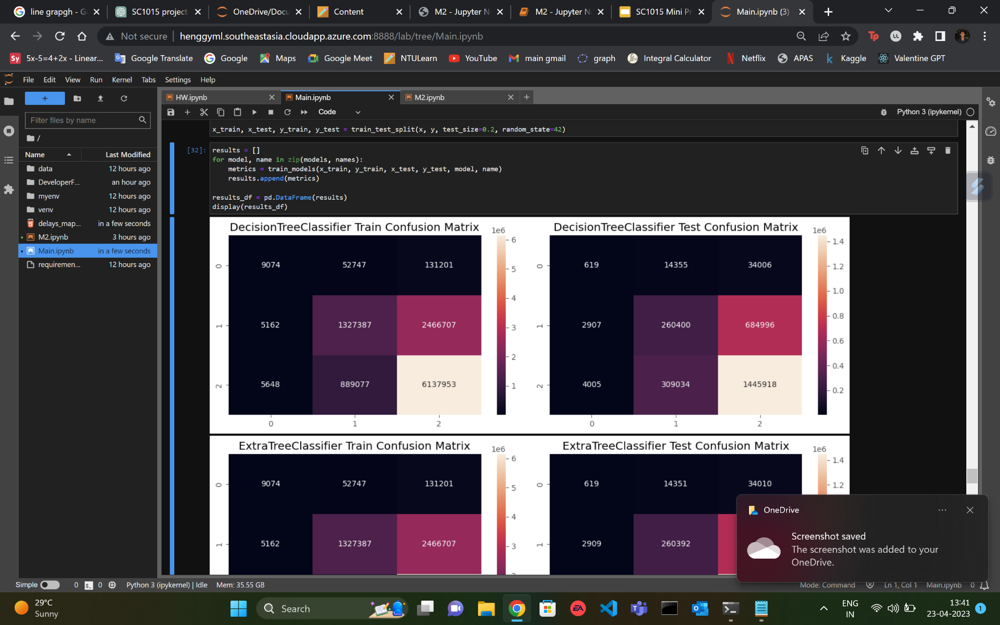 line grapgh - G
SC1015 project
OneDrive/Docu
Content
M2 - Jupyter N
M2 - Jupyter N
SC1015 Mini Pr
Main.ipynb (3)
Not secure
henggyml.southeastasia.cloudapp.azure.com:8888/lab/tree/Main.ipynb
5x-5=4+2x - Linear...
Google Translate
Google
Maps
Google Meet
NTULearn
YouTube
main gmail
graph
Integral Calculator
Netflix
APAS
Kaggle
Valentine GPT
File Edit View Run Kernel Tabs Settings Help
HW.ipynb
Main.ipynb
M2.ipynb
Filter files by name
Code
Python 3 (ipykernel)
/
Name
Last Modified
data 12 hours ago
DeveloperF... an hour ago
myenv 12 hours ago
venv 12 hours ago
delays_map... in a few seconds
M2.ipynb 3 hours ago
Main.ipynb in a few seconds
requiremen... 12 hours ago
x_train, x_test, y_train, y_test = train_test_split(x, y, test_size=0.2, random_state=42)
[32]:
results = []
for model, name in zip(models, names):
metrics = train_models(x_train, y_train, x_test, y_test, model, name)
results.append(metrics)
results_df = pd.DataFrame(results)
display(results_df)
DecisionTreeClassifier Train Confusion Matrix
1e6
0 9074 52747 131201
1 5162 1327387 2466707
2 5648 889077 6137953
0 1 2
6
5
4
3
2
1
DecisionTreeClassifier Test Confusion Matrix
1e6
0 619 14355 34006
1 2907 260400 684996
2 4005 309034 1445918
0 1 2
1.4
1.2
1.0
0.8
0.6
0.4
0.2
ExtraTreeClassifier Train Confusion Matrix
1e6
0 9074 52747 131201
1 5162 1327387 2466707
6
5
4
3
ExtraTreeClassifier Test Confusion Matrix
1e6
0 619 14351 34010
1 2909 260392
1.4
1.2
OneDrive
Screenshot saved
The screenshot was added to your
OneDrive.
Simple 0 0 Python 3 (ipykernel) | Idle Mem: 35.55 GB
Mode: Command Ln 1, Col 1 Main.ipynb 0
29°C
Sunny
Search
ENG
IN
13:41
23-04-2023
1